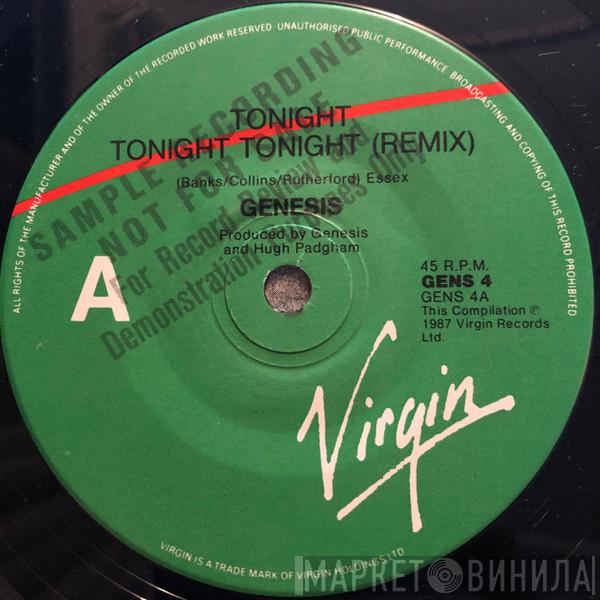 ALL RIGHTS OF THE MANUFACTURER AND OF THE OWNER OF THE RECORDED WORK RESERVED UNAUTHORISED PUBLIC PERFORMANCE BROADCASTING AND COPYING OF THIS RECORD PROHIBITED
SAMPLE RECORDING
NOT FOR SALE
For Record Review and
Demonstration Purposes Only
TONIGHT
TONIGHT TONIGHT (REMIX)
(Banks/Collins/Rutherford) Essex
GENESIS
Produced by Genesis
and Hugh Padgham
A
45 R.P.M.
GENS 4
GENS 4A
This Compilation ℗
1987 Virgin Records
Ltd.
Virgin
VIRGIN IS A TRADE MARK OF VIRGIN HOLDINGS LTD
МАРКЕТ ВИНИЛА